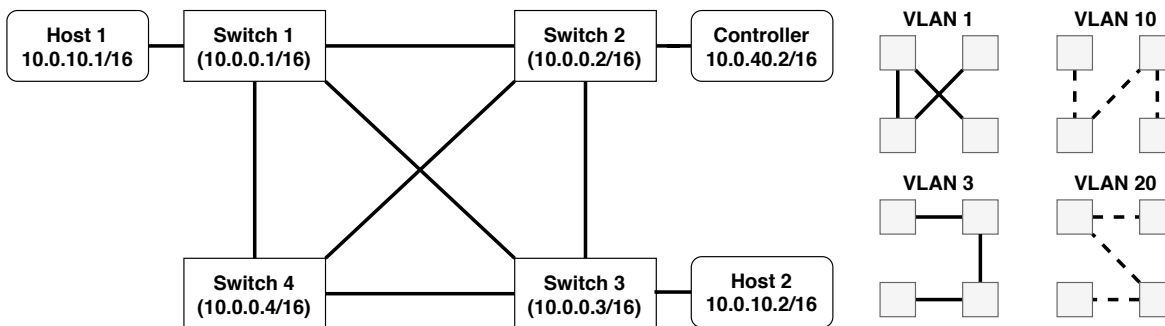 Host 1
10.0.10.1/16
Switch 1
(10.0.0.1/16)
Switch 2
(10.0.0.2/16)
Controller
10.0.40.2/16
Switch 4
(10.0.0.4/16)
Switch 3
(10.0.0.3/16)
Host 2
10.0.10.2/16
VLAN 1
VLAN 10
VLAN 3
VLAN 20